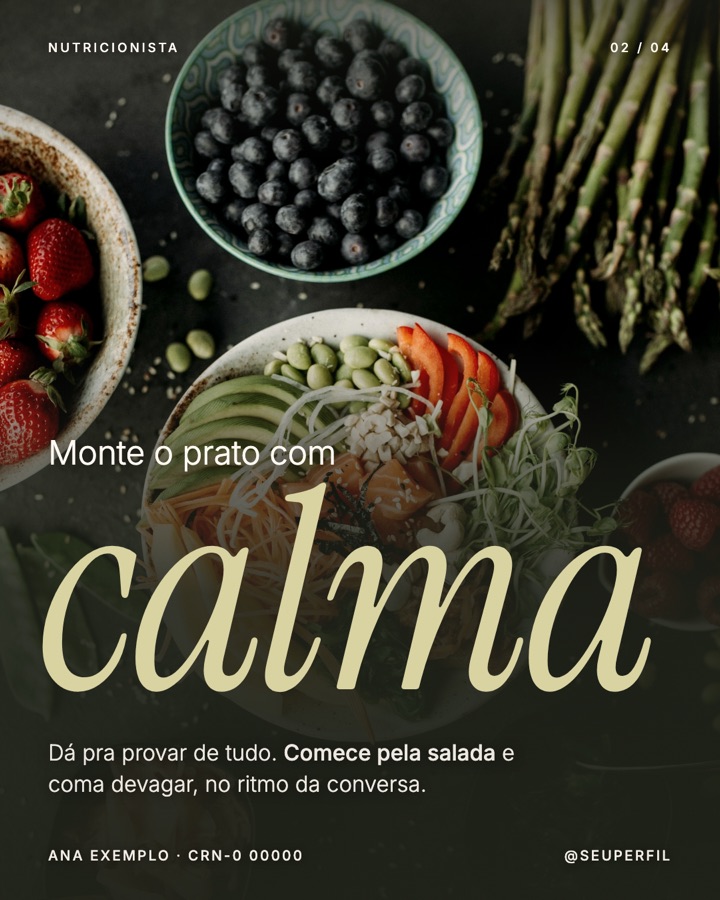 NUTRICIONISTA
02 / 04
Monte o prato com
calma
Dá pra provar de tudo. Comece pela salada e
coma devagar, no ritmo da conversa.
ANA EXEMPLO · CRN-0 00000
@SEUPERFIL